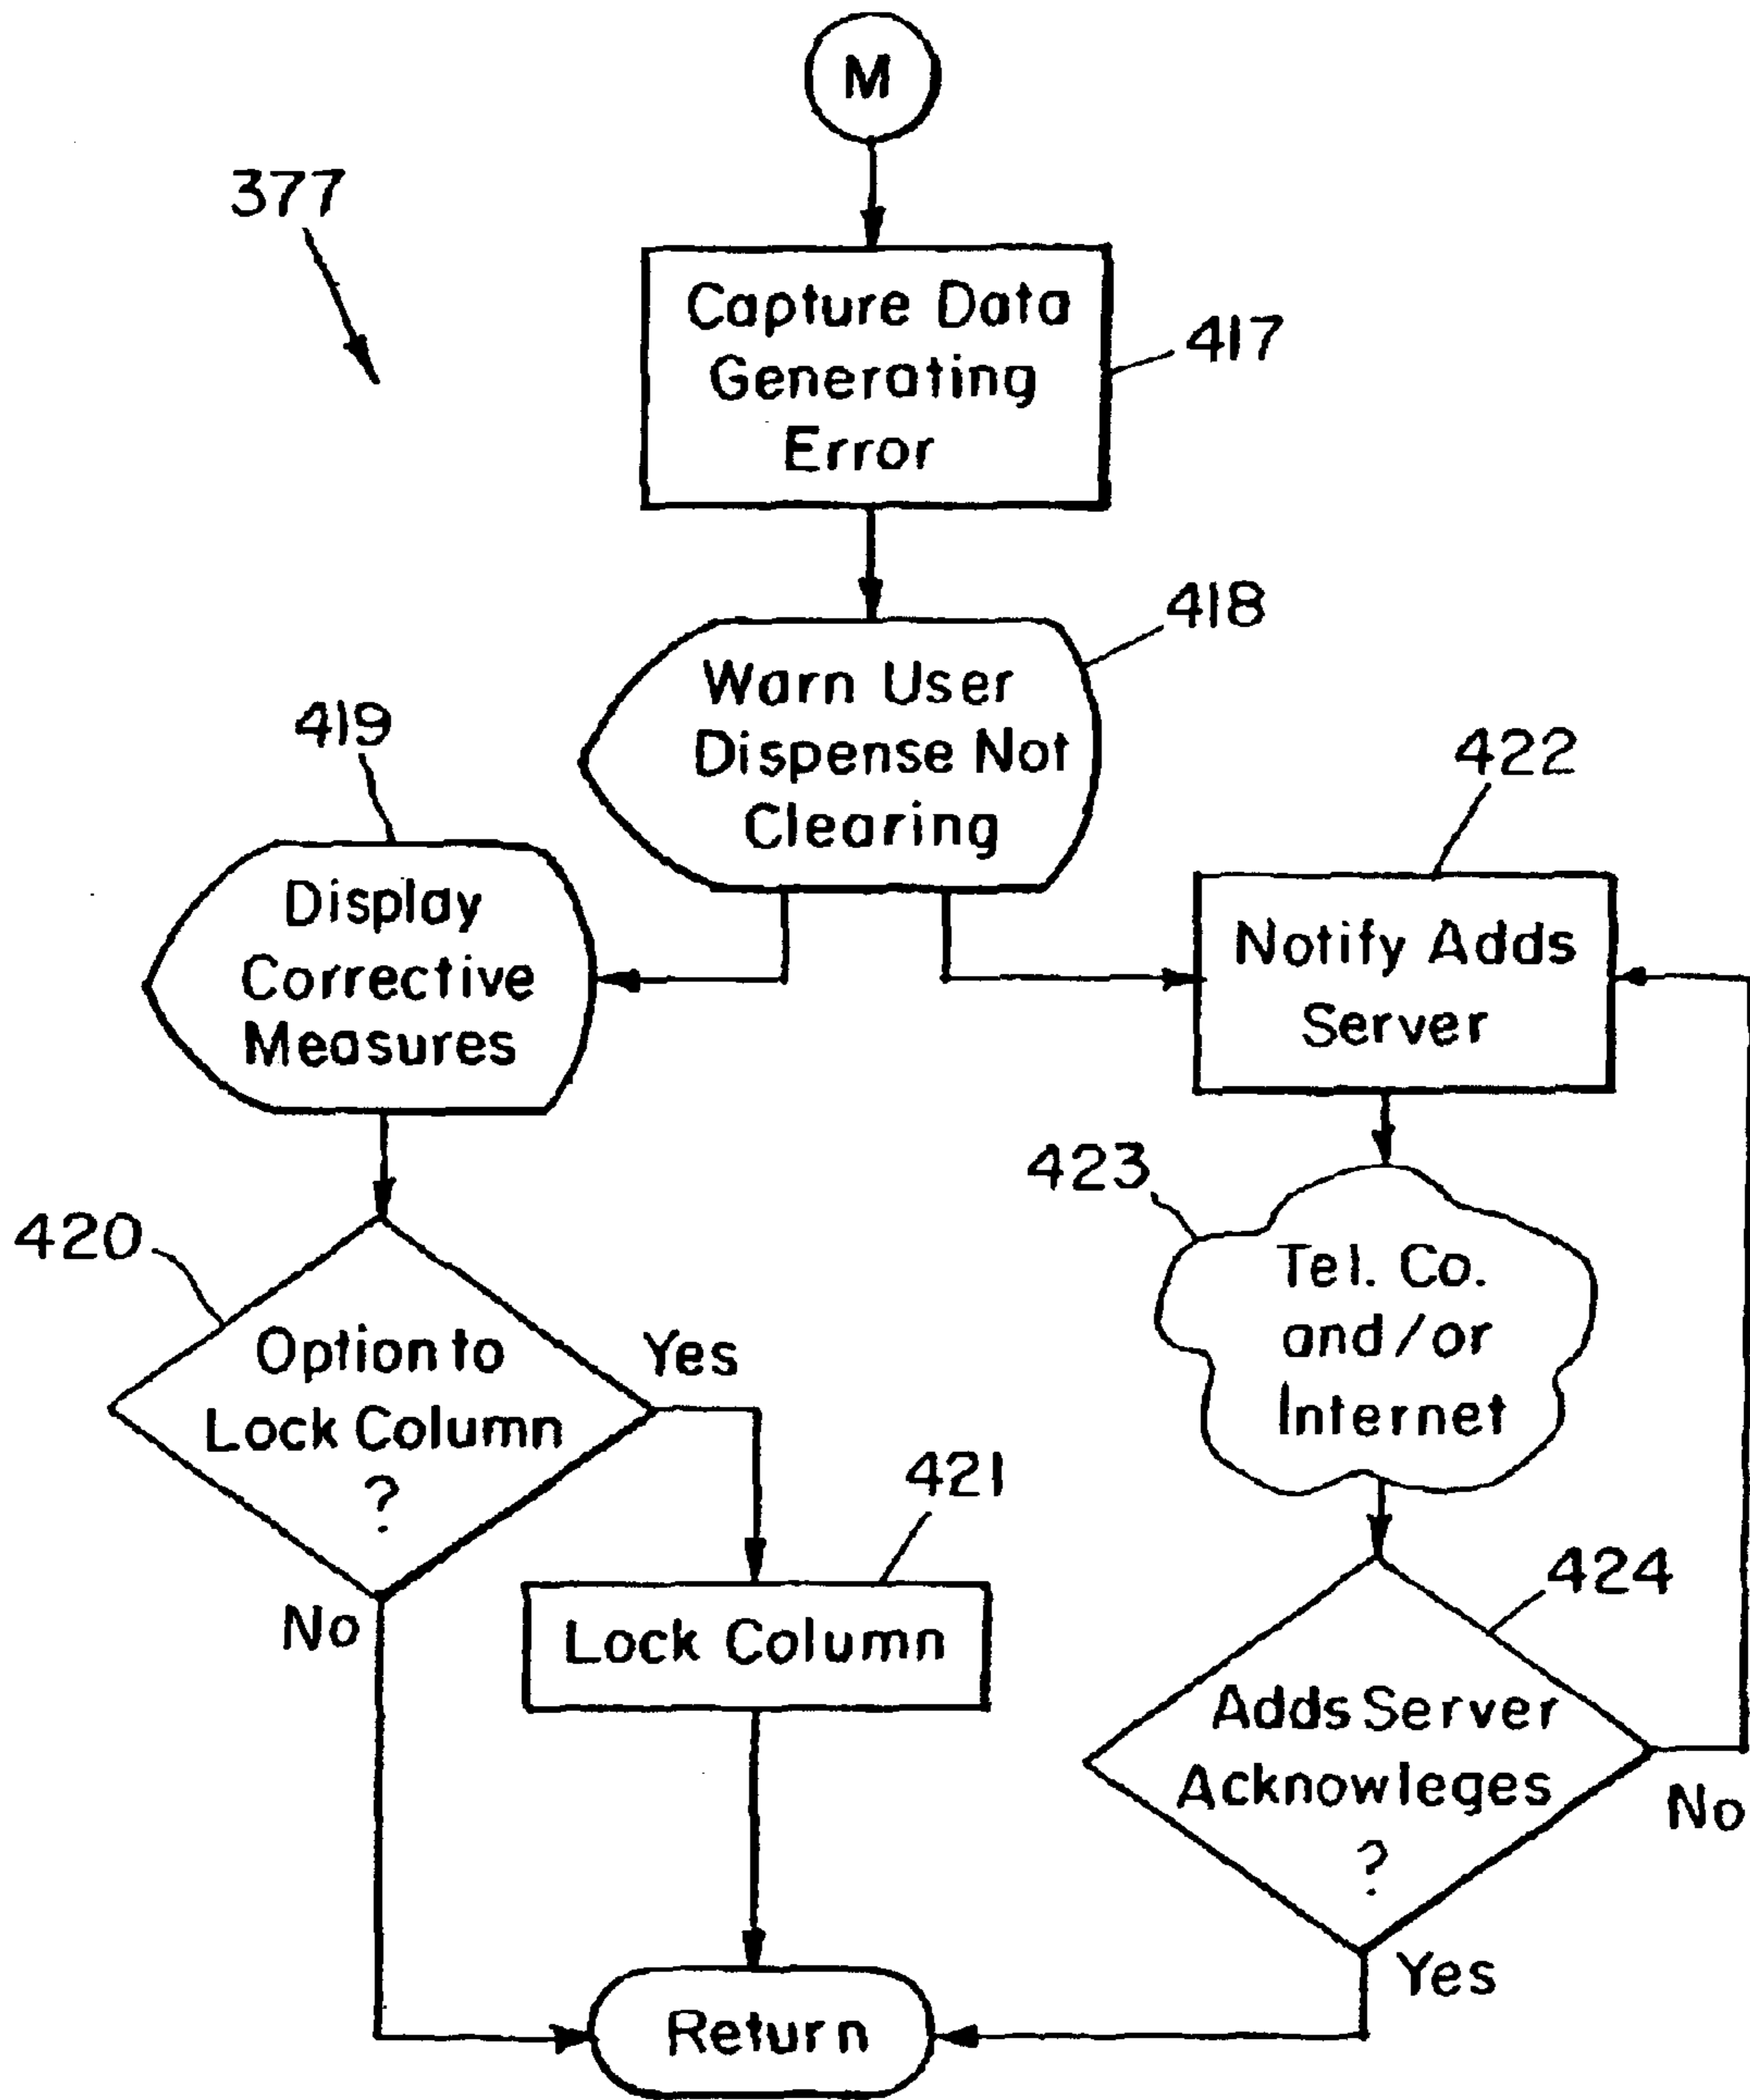 M
377
Capture Data
Generating
Error
417
418
Warn User
Dispense Not
Clearing
419
Display
Corrective
Measures
422
Notify Adds
Server
423
Tel. Co.
and/or
Internet
420
Option to
Lock Column
?
Yes
No
421
Lock Column
424
Adds Server
Acknowleges
?
No
Yes
Return